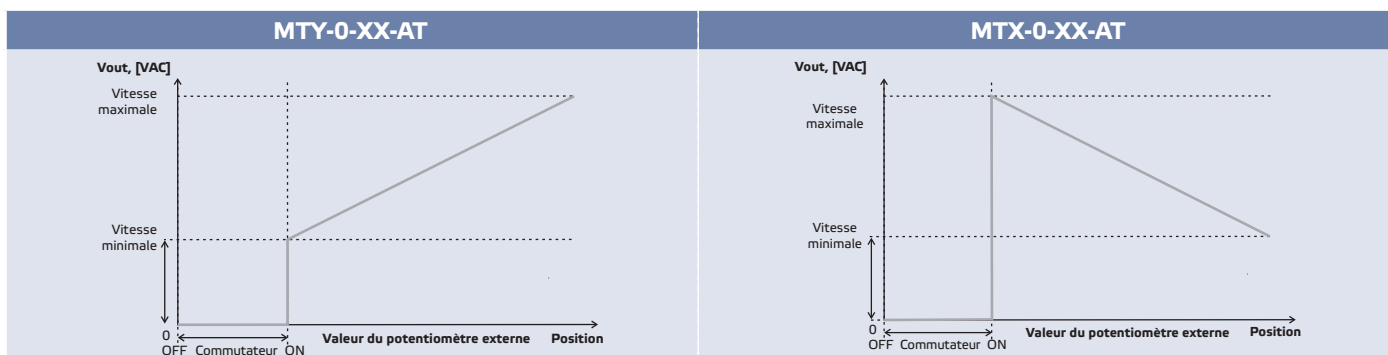 MTY-0-XX-AT
Vout, [VAC]
Vitesse
maximale
Vitesse
minimale
0
OFF Commutateur ON
Valeur du potentiomètre externe
Position
MTX-0-XX-AT
Vout, [VAC]
Vitesse
maximale
Vitesse
minimale
0
OFF Commutateur ON
Valeur du potentiomètre externe
Position